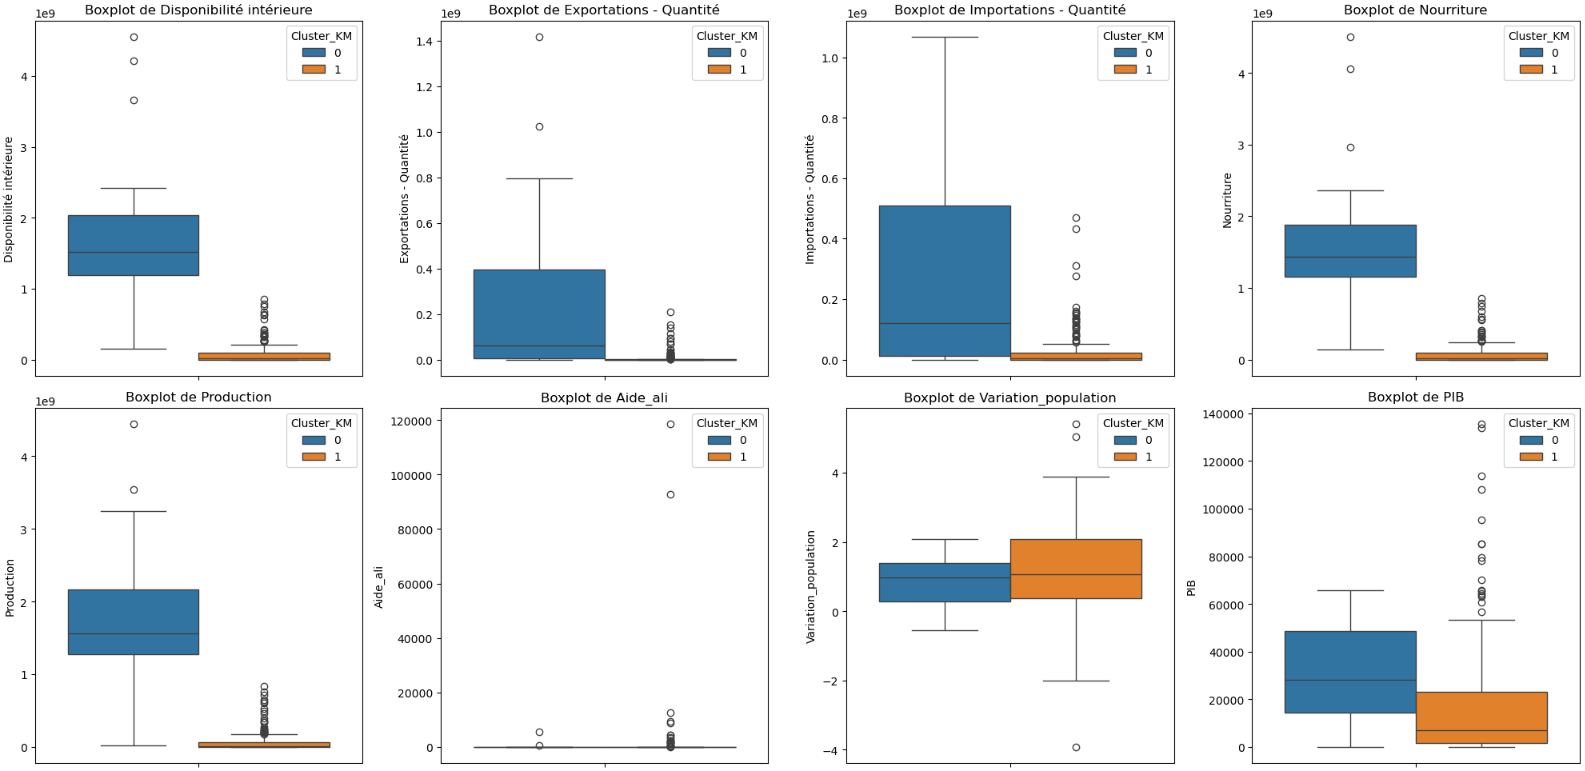 Boxplot de Disponibilité intérieure
1e9
Cluster_KM
0
1
4
3
2
1
0
Disponibilité intérieure
Boxplot de Exportations - Quantité
1e9
Cluster_KM
0
1
1.4
1.2
1.0
0.8
0.6
0.4
0.2
0.0
Exportations - Quantité
Boxplot de Importations - Quantité
1e9
Cluster_KM
0
1
1.0
0.8
0.6
0.4
0.2
0.0
Importations - Quantité
Boxplot de Nourriture
1e9
Cluster_KM
0
1
4
3
2
1
0
Nourriture
Boxplot de Production
1e9
Cluster_KM
0
1
4
3
2
1
0
Production
Boxplot de Aide_ali
Cluster_KM
0
1
120000
100000
80000
60000
40000
20000
0
Aide_ali
Boxplot de Variation_population
Cluster_KM
0
1
4
2
0
−2
−4
Variation_population
Boxplot de PIB
Cluster_KM
0
1
140000
120000
100000
80000
60000
40000
20000
0
PIB